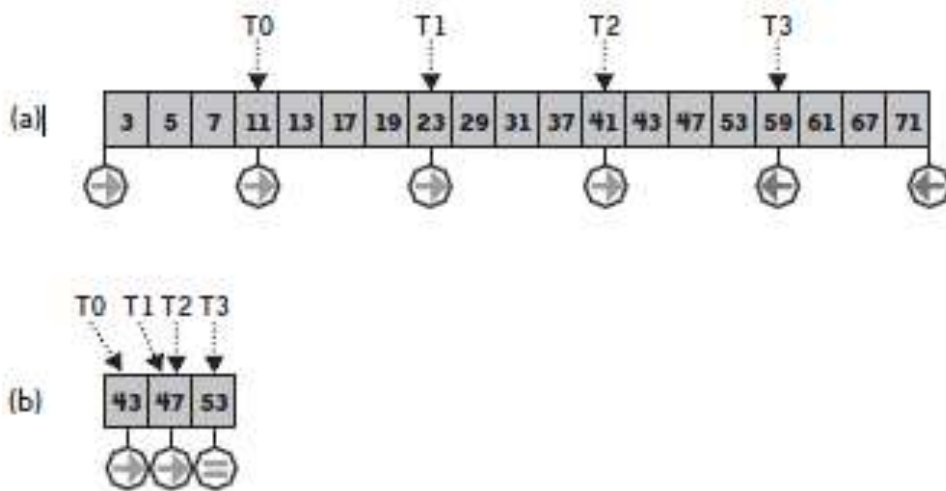 T0 T1 T2 T3
(a)
3 5 7 11 13 17 19 23 29 31 37 41 43 47 53 59 61 67 71
T0 T1 T2 T3
(b)
43 47 53
=